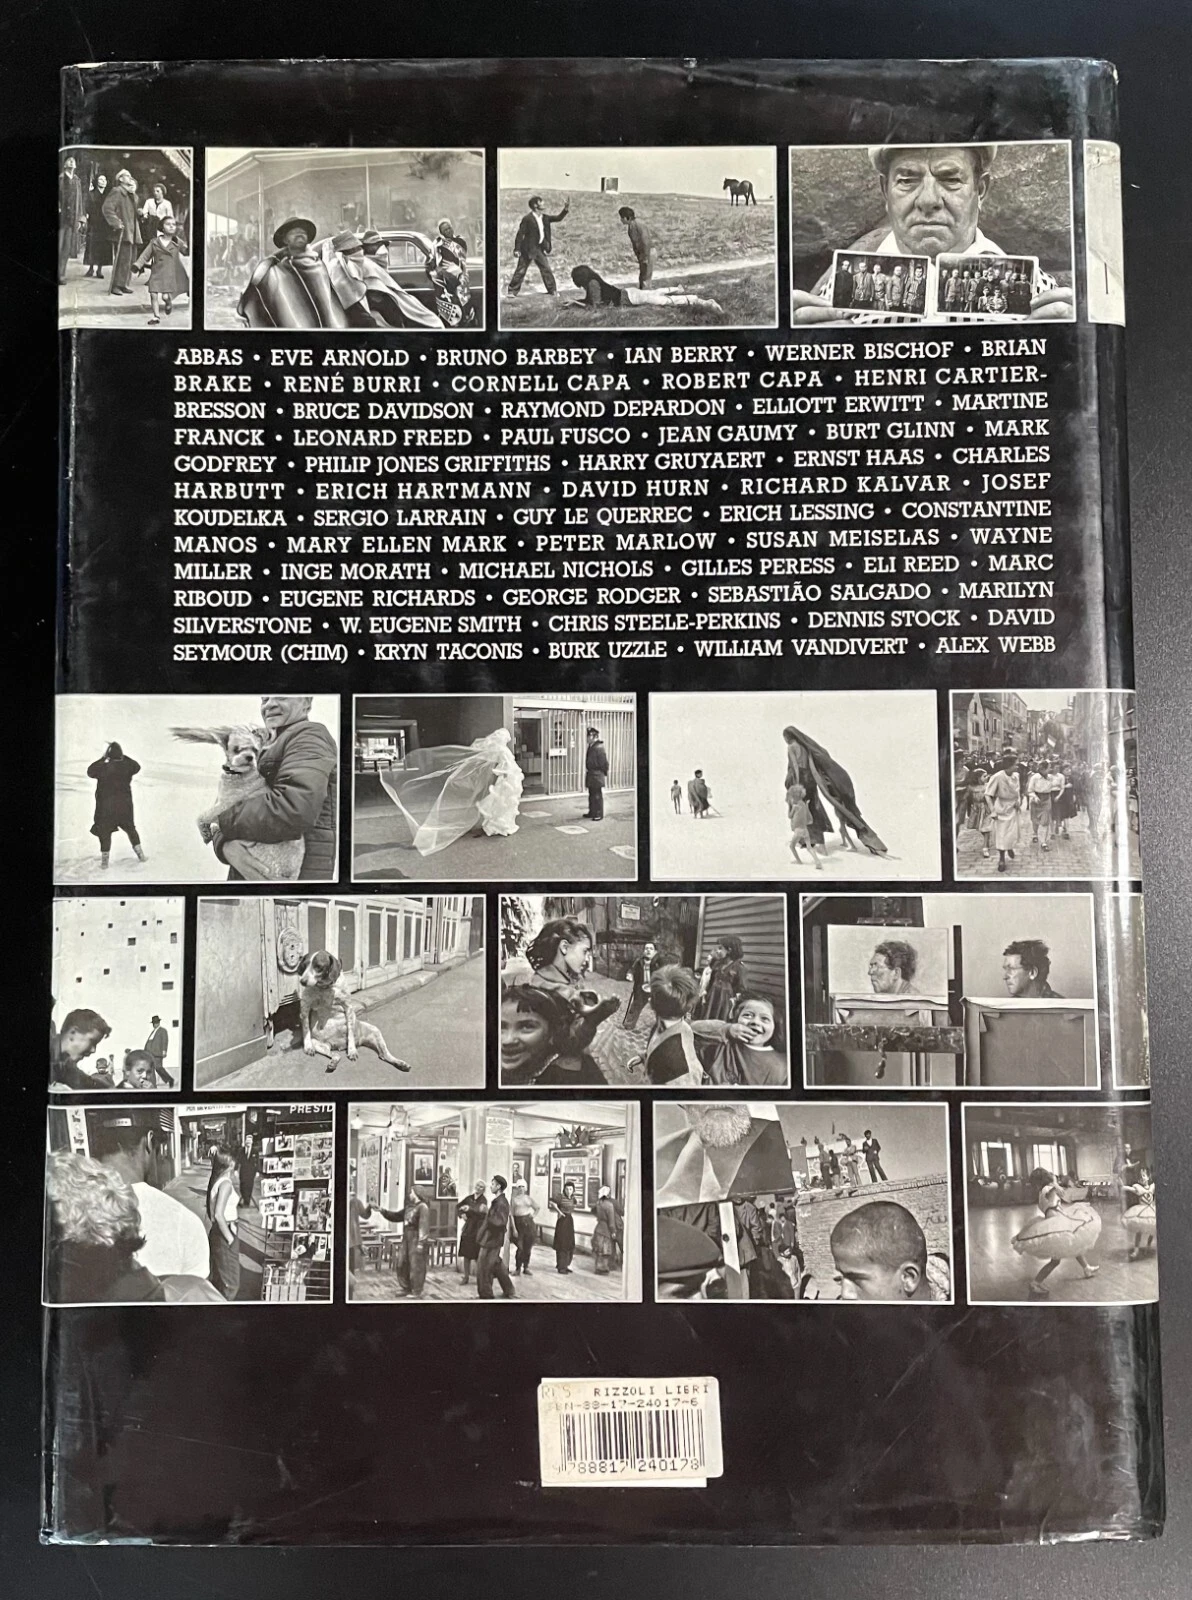 ABBAS • EVE ARNOLD • BRUNO BARBEY • IAN BERRY • WERNER BISCHOF • BRIAN
BRAKE • RENÉ BURRI • CORNELL CAPA • ROBERT CAPA • HENRI CARTIER-
BRESSON • BRUCE DAVIDSON • RAYMOND DEPARDON • ELLIOTT ERWITT • MARTINE
FRANCK • LEONARD FREED • PAUL FUSCO • JEAN GAUMY • BURT GLINN • MARK
GODFREY • PHILIP JONES GRIFFITHS • HARRY GRUYAERT • ERNST HAAS • CHARLES
HARBUTT • ERICH HARTMANN • DAVID HURN • RICHARD KALVAR • JOSEF
KOUDELKA • SERGIO LARRAIN • GUY LE QUERREC • ERICH LESSING • CONSTANTINE
MANOS • MARY ELLEN MARK • PETER MARLOW • SUSAN MEISELAS • WAYNE
MILLER • INGE MORATH • MICHAEL NICHOLS • GILLES PERESS • ELI REED • MARC
RIBOUD • EUGENE RICHARDS • GEORGE RODGER • SEBASTIÃO SALGADO • MARILYN
SILVERSTONE • W. EUGENE SMITH • CHRIS STEELE-PERKINS • DENNIS STOCK • DAVID
SEYMOUR (CHIM) • KRYN TACONIS • BURK UZZLE • WILLIAM VANDIVERT • ALEX WEBB
PRESTO
RIZZOLI LIBRI
88-17-24017-6
9 788817 240178